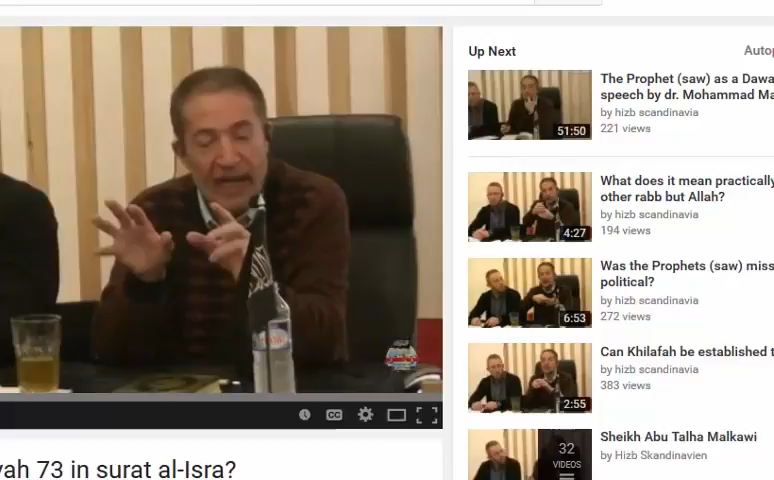 Up Next
Autop
The Prophet (saw) as a Dawa
speech by dr. Mohammad Ma
by hizb scandinavia
221 views
51:50
What does it mean practically
other rabb but Allah?
by hizb scandinavia
194 views
4:27
Was the Prophets (saw) miss
political?
by hizb scandinavia
272 views
6:53
Can Khilafah be established t
by hizb scandinavia
383 views
2:55
Sheikh Abu Talha Malkawi
by Hizb Skandinavien
32
VIDEOS
CC
yah 73 in surat al-Isra?